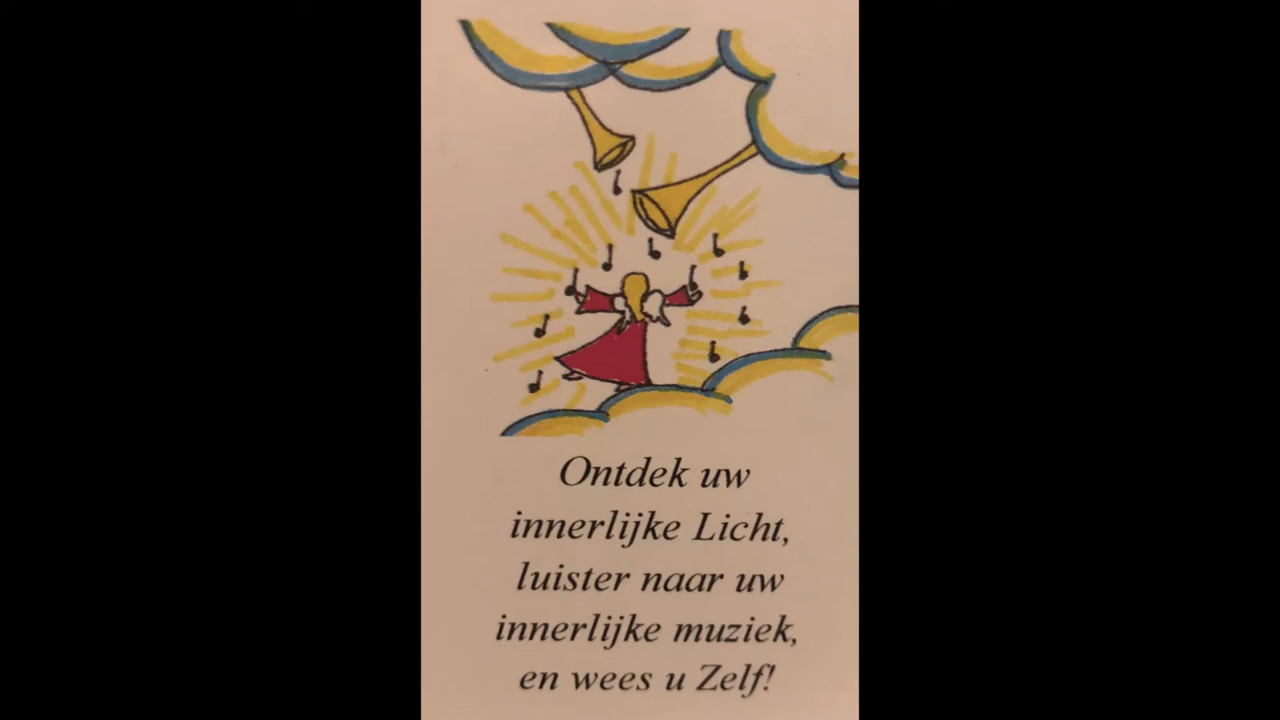 Ontdek uw
innerlijke Licht,
luister naar uw
innerlijke muziek,
en wees u Zelf!